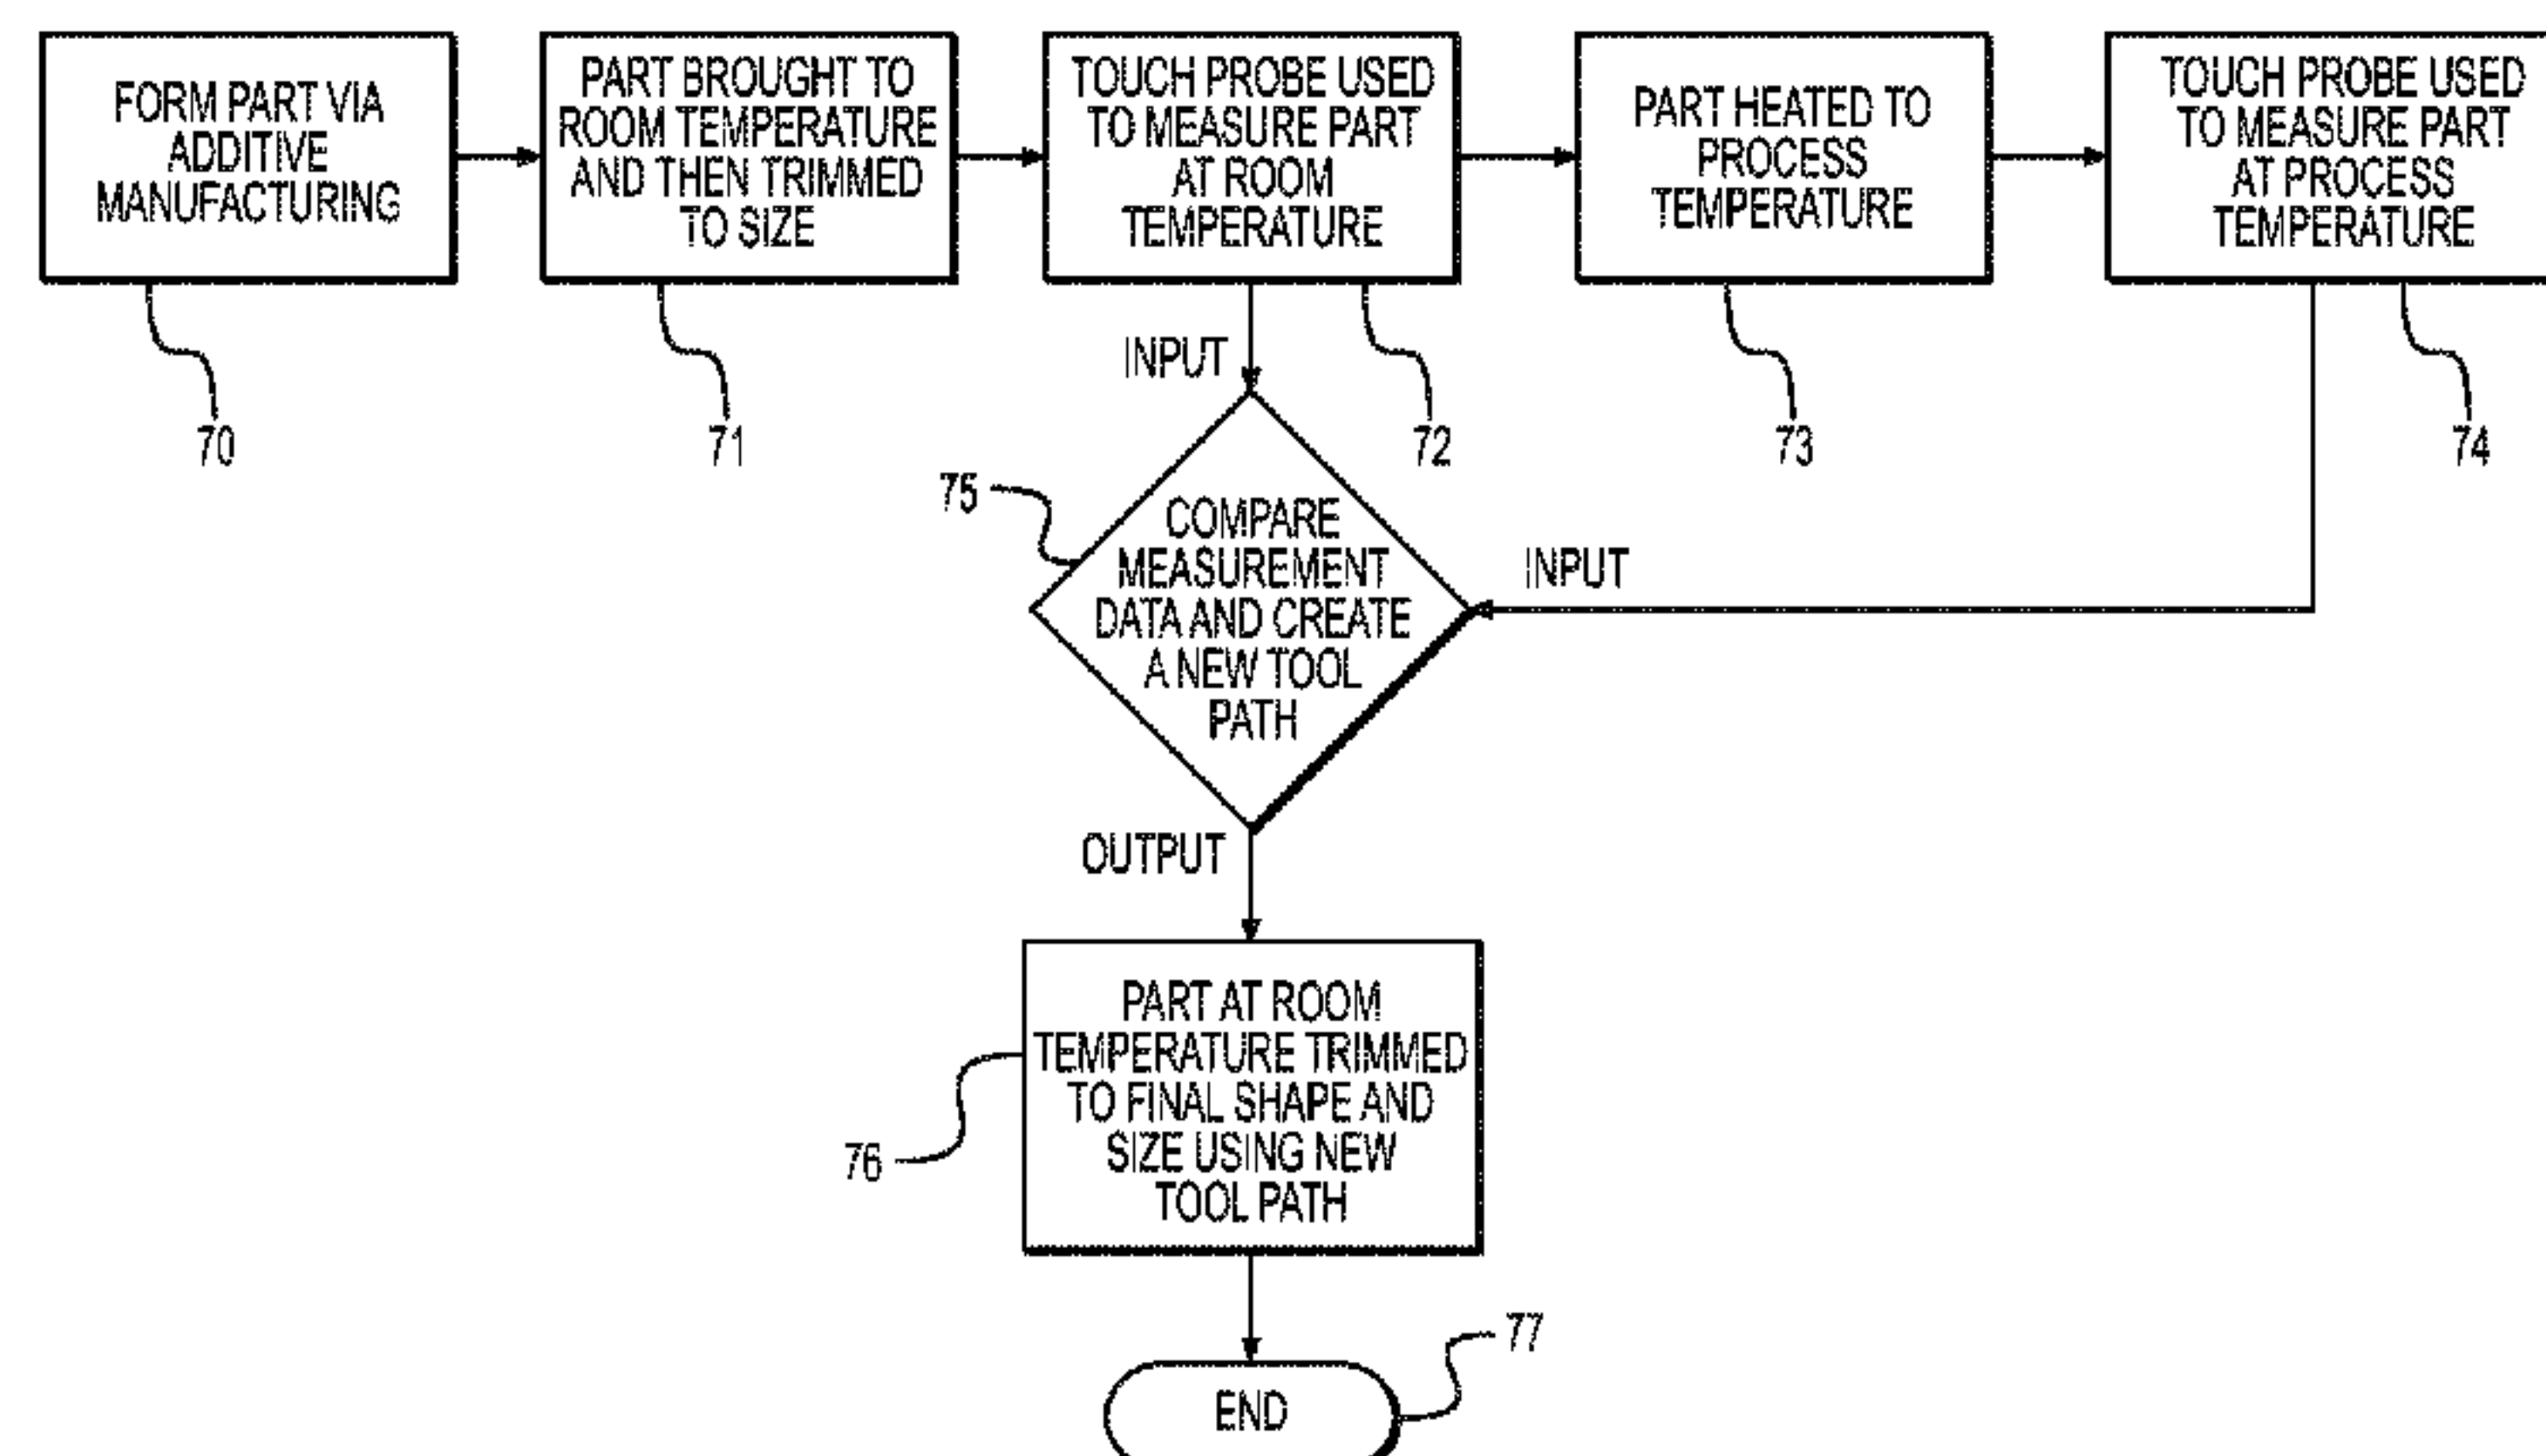 FORM PART VIA
ADDITIVE
MANUFACTURING
70
PART BROUGHT TO
ROOM TEMPERATURE
AND THEN TRIMMED
TO SIZE
71
TOUCH PROBE USED
TO MEASURE PART
AT ROOM
TEMPERATURE
72
PART HEATED TO
PROCESS
TEMPERATURE
73
TOUCH PROBE USED
TO MEASURE PART
AT PROCESS
TEMPERATURE
74
INPUT
75
COMPARE
MEASUREMENT
DATA AND CREATE
A NEW TOOL
PATH
INPUT
OUTPUT
PART AT ROOM
TEMPERATURE TRIMMED
TO FINAL SHAPE AND
SIZE USING NEW
TOOL PATH
76
77
END